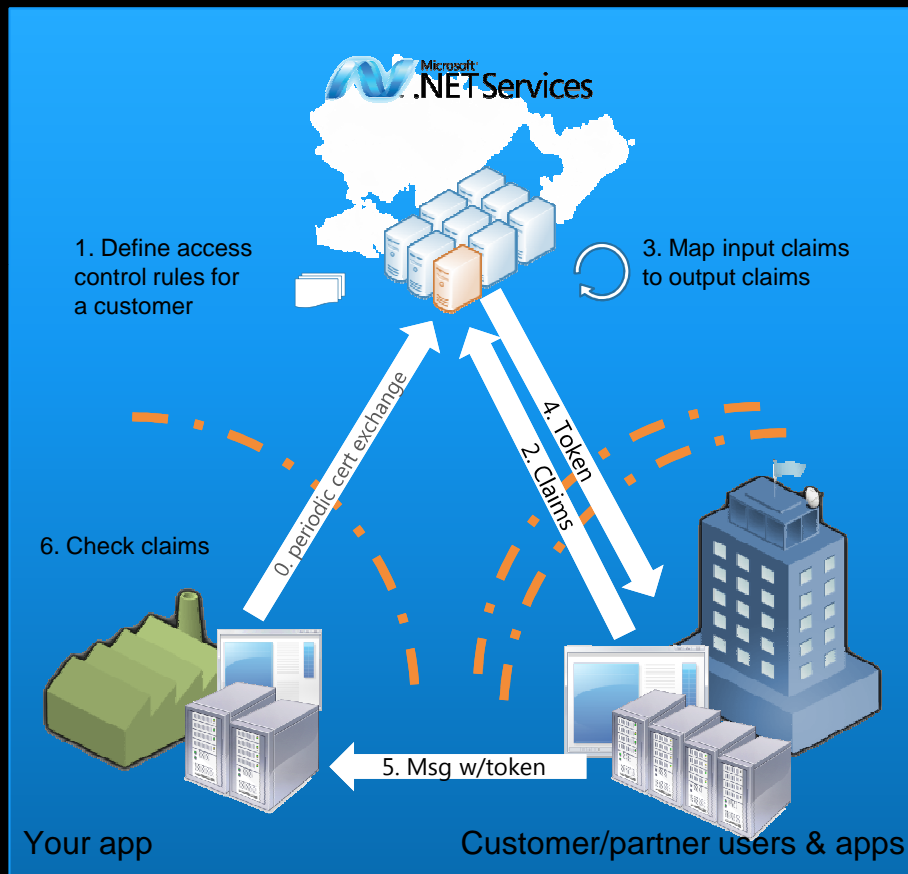 Microsoft
.NET Services
1. Define access
control rules for
a customer
3. Map input claims
to output claims
0. periodic cert exchange
4. Token
2. Claims
6. Check claims
5. Msg w/token
Your app
Customer/partner users & apps